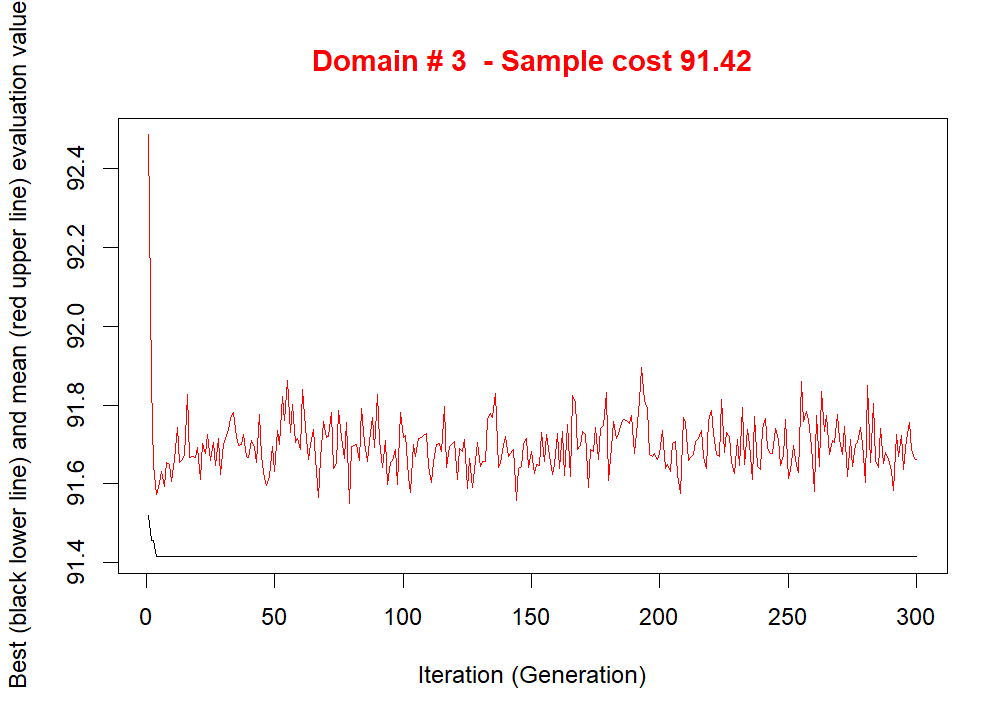 Domain # 3  - Sample cost 91.42
Best (black lower line) and mean (red upper line) evaluation value
92.4
92.2
92.0
91.8
91.6
91.4
0 50 100 150 200 250 300
Iteration (Generation)